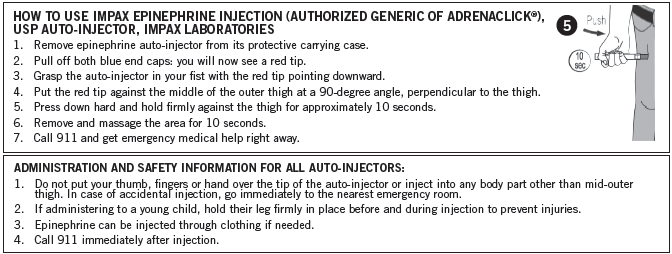 HOW TO USE IMPAX EPINEPHRINE INJECTION (AUTHORIZED GENERIC OF ADRENACLICK®),
USP AUTO-INJECTOR, IMPAX LABORATORIES
1. Remove epinephrine auto-injector from its protective carrying case.
2. Pull off both blue end caps: you will now see a red tip.
3. Grasp the auto-injector in your fist with the red tip pointing downward.
4. Put the red tip against the middle of the outer thigh at a 90-degree angle, perpendicular to the thigh.
5. Press down hard and hold firmly against the thigh for approximately 10 seconds.
6. Remove and massage the area for 10 seconds.
7. Call 911 and get emergency medical help right away.
5
Push
10
sec
ADMINISTRATION AND SAFETY INFORMATION FOR ALL AUTO-INJECTORS:
1. Do not put your thumb, fingers or hand over the tip of the auto-injector or inject into any body part other than mid-outer
thigh. In case of accidental injection, go immediately to the nearest emergency room.
2. If administering to a young child, hold their leg firmly in place before and during injection to prevent injuries.
3. Epinephrine can be injected through clothing if needed.
4. Call 911 immediately after injection.